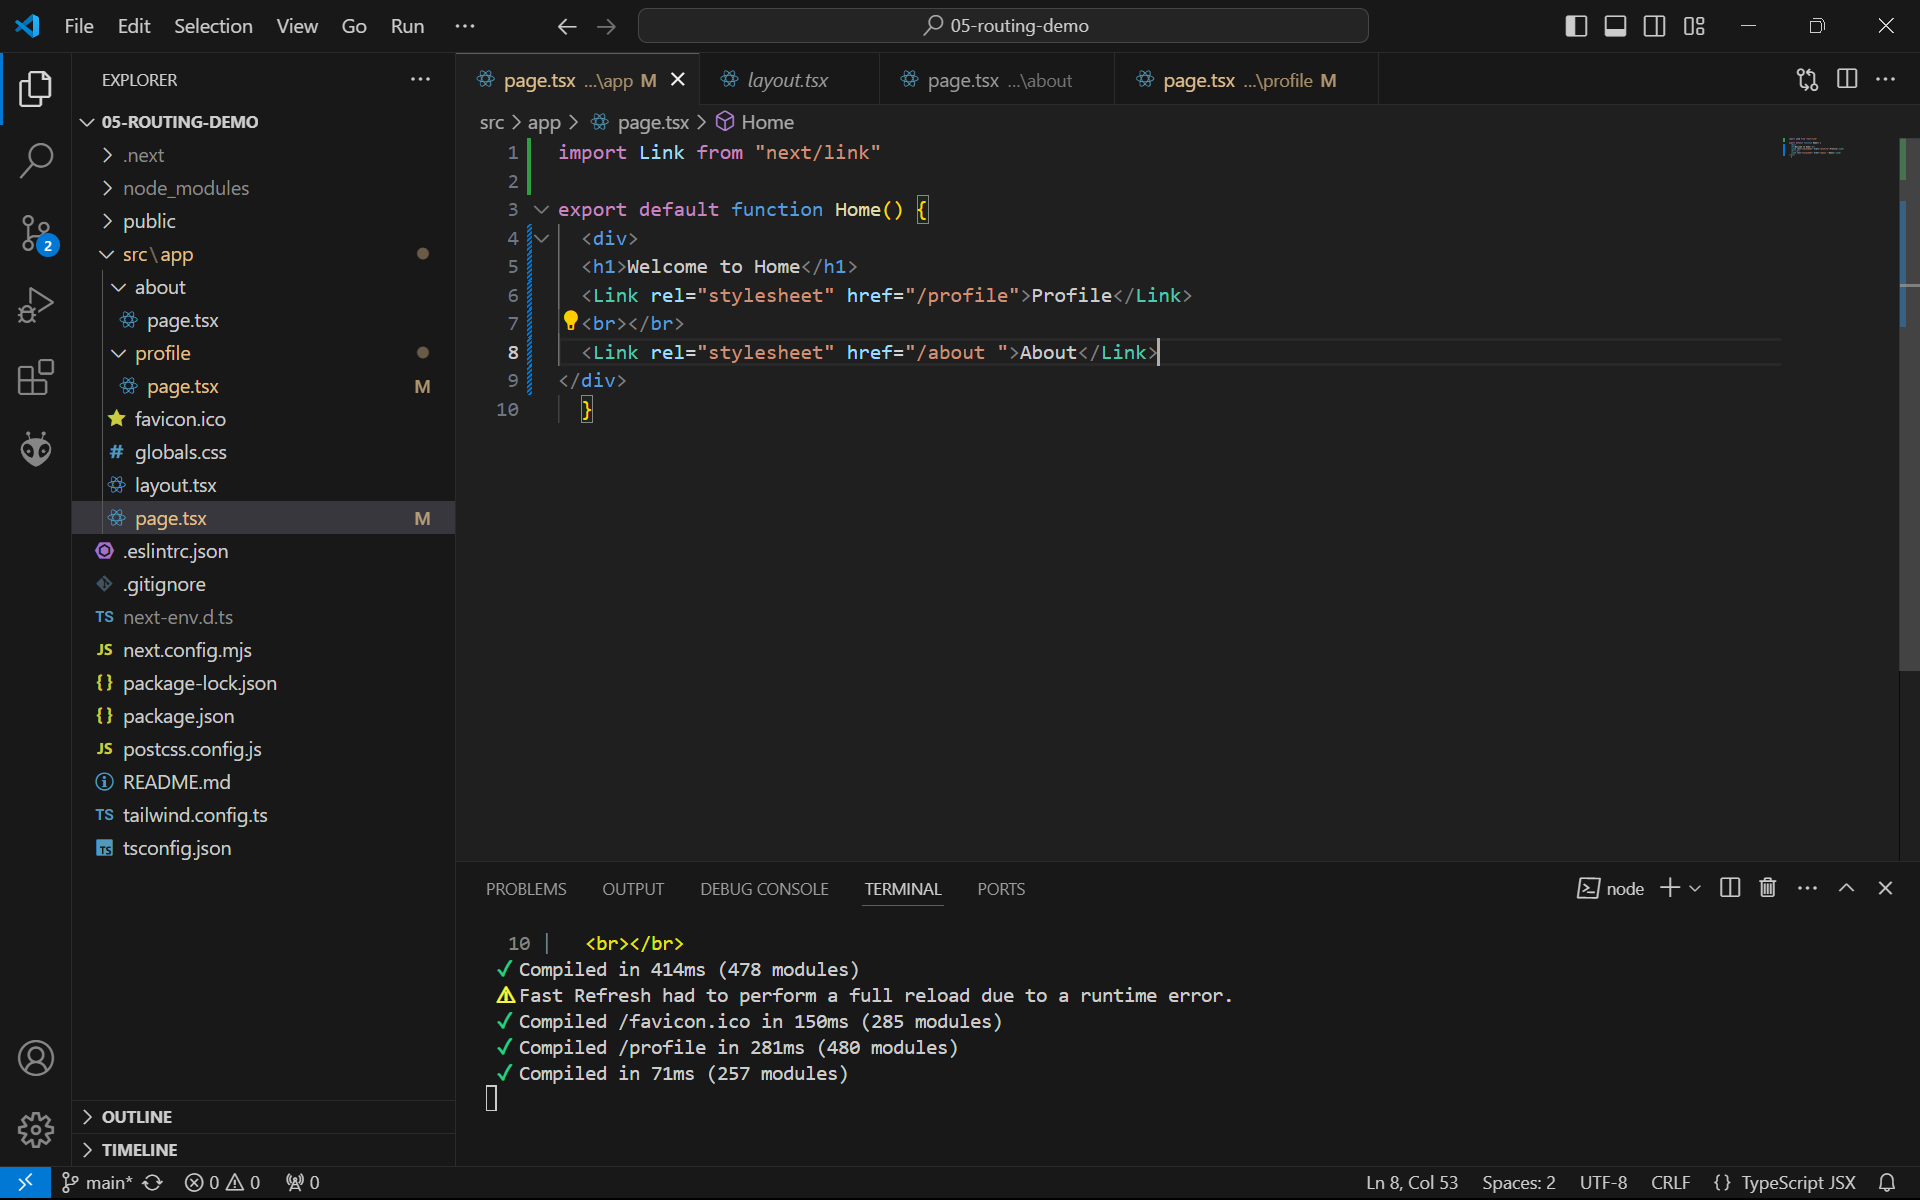 File Edit Selection View Go Run ··· 05-routing-demo
EXPLORER
05-ROUTING-DEMO
.next
node_modules
public
src\app
about
page.tsx
profile
page.tsx M
favicon.ico
globals.css
layout.tsx
page.tsx M
.eslintrc.json
.gitignore
TS next-env.d.ts
JS next.config.mjs
{} package-lock.json
{} package.json
JS postcss.config.js
README.md
TS tailwind.config.ts
TS tsconfig.json
OUTLINE
TIMELINE
2
page.tsx ...\app M
layout.tsx
page.tsx ...\about
page.tsx ...\profile M
src > app > page.tsx > Home
1 import Link from "next/link"
2
3 export default function Home() {
4 <div>
5 <h1>Welcome to Home</h1>
6 <Link rel="stylesheet" href="/profile">Profile</Link>
7 <br></br>
8 <Link rel="stylesheet" href="/about ">About</Link>
9 </div>
10 }
PROBLEMS OUTPUT DEBUG CONSOLE TERMINAL PORTS node
10 | <br></br>
✓ Compiled in 414ms (478 modules)
⚠ Fast Refresh had to perform a full reload due to a runtime error.
✓ Compiled /favicon.ico in 150ms (285 modules)
✓ Compiled /profile in 281ms (480 modules)
✓ Compiled in 71ms (257 modules)
main* 0 0 0 Ln 8, Col 53 Spaces: 2 UTF-8 CRLF {} TypeScript JSX